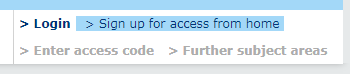 > Login > Sign up for access from home
> Enter access code > Further subject areas